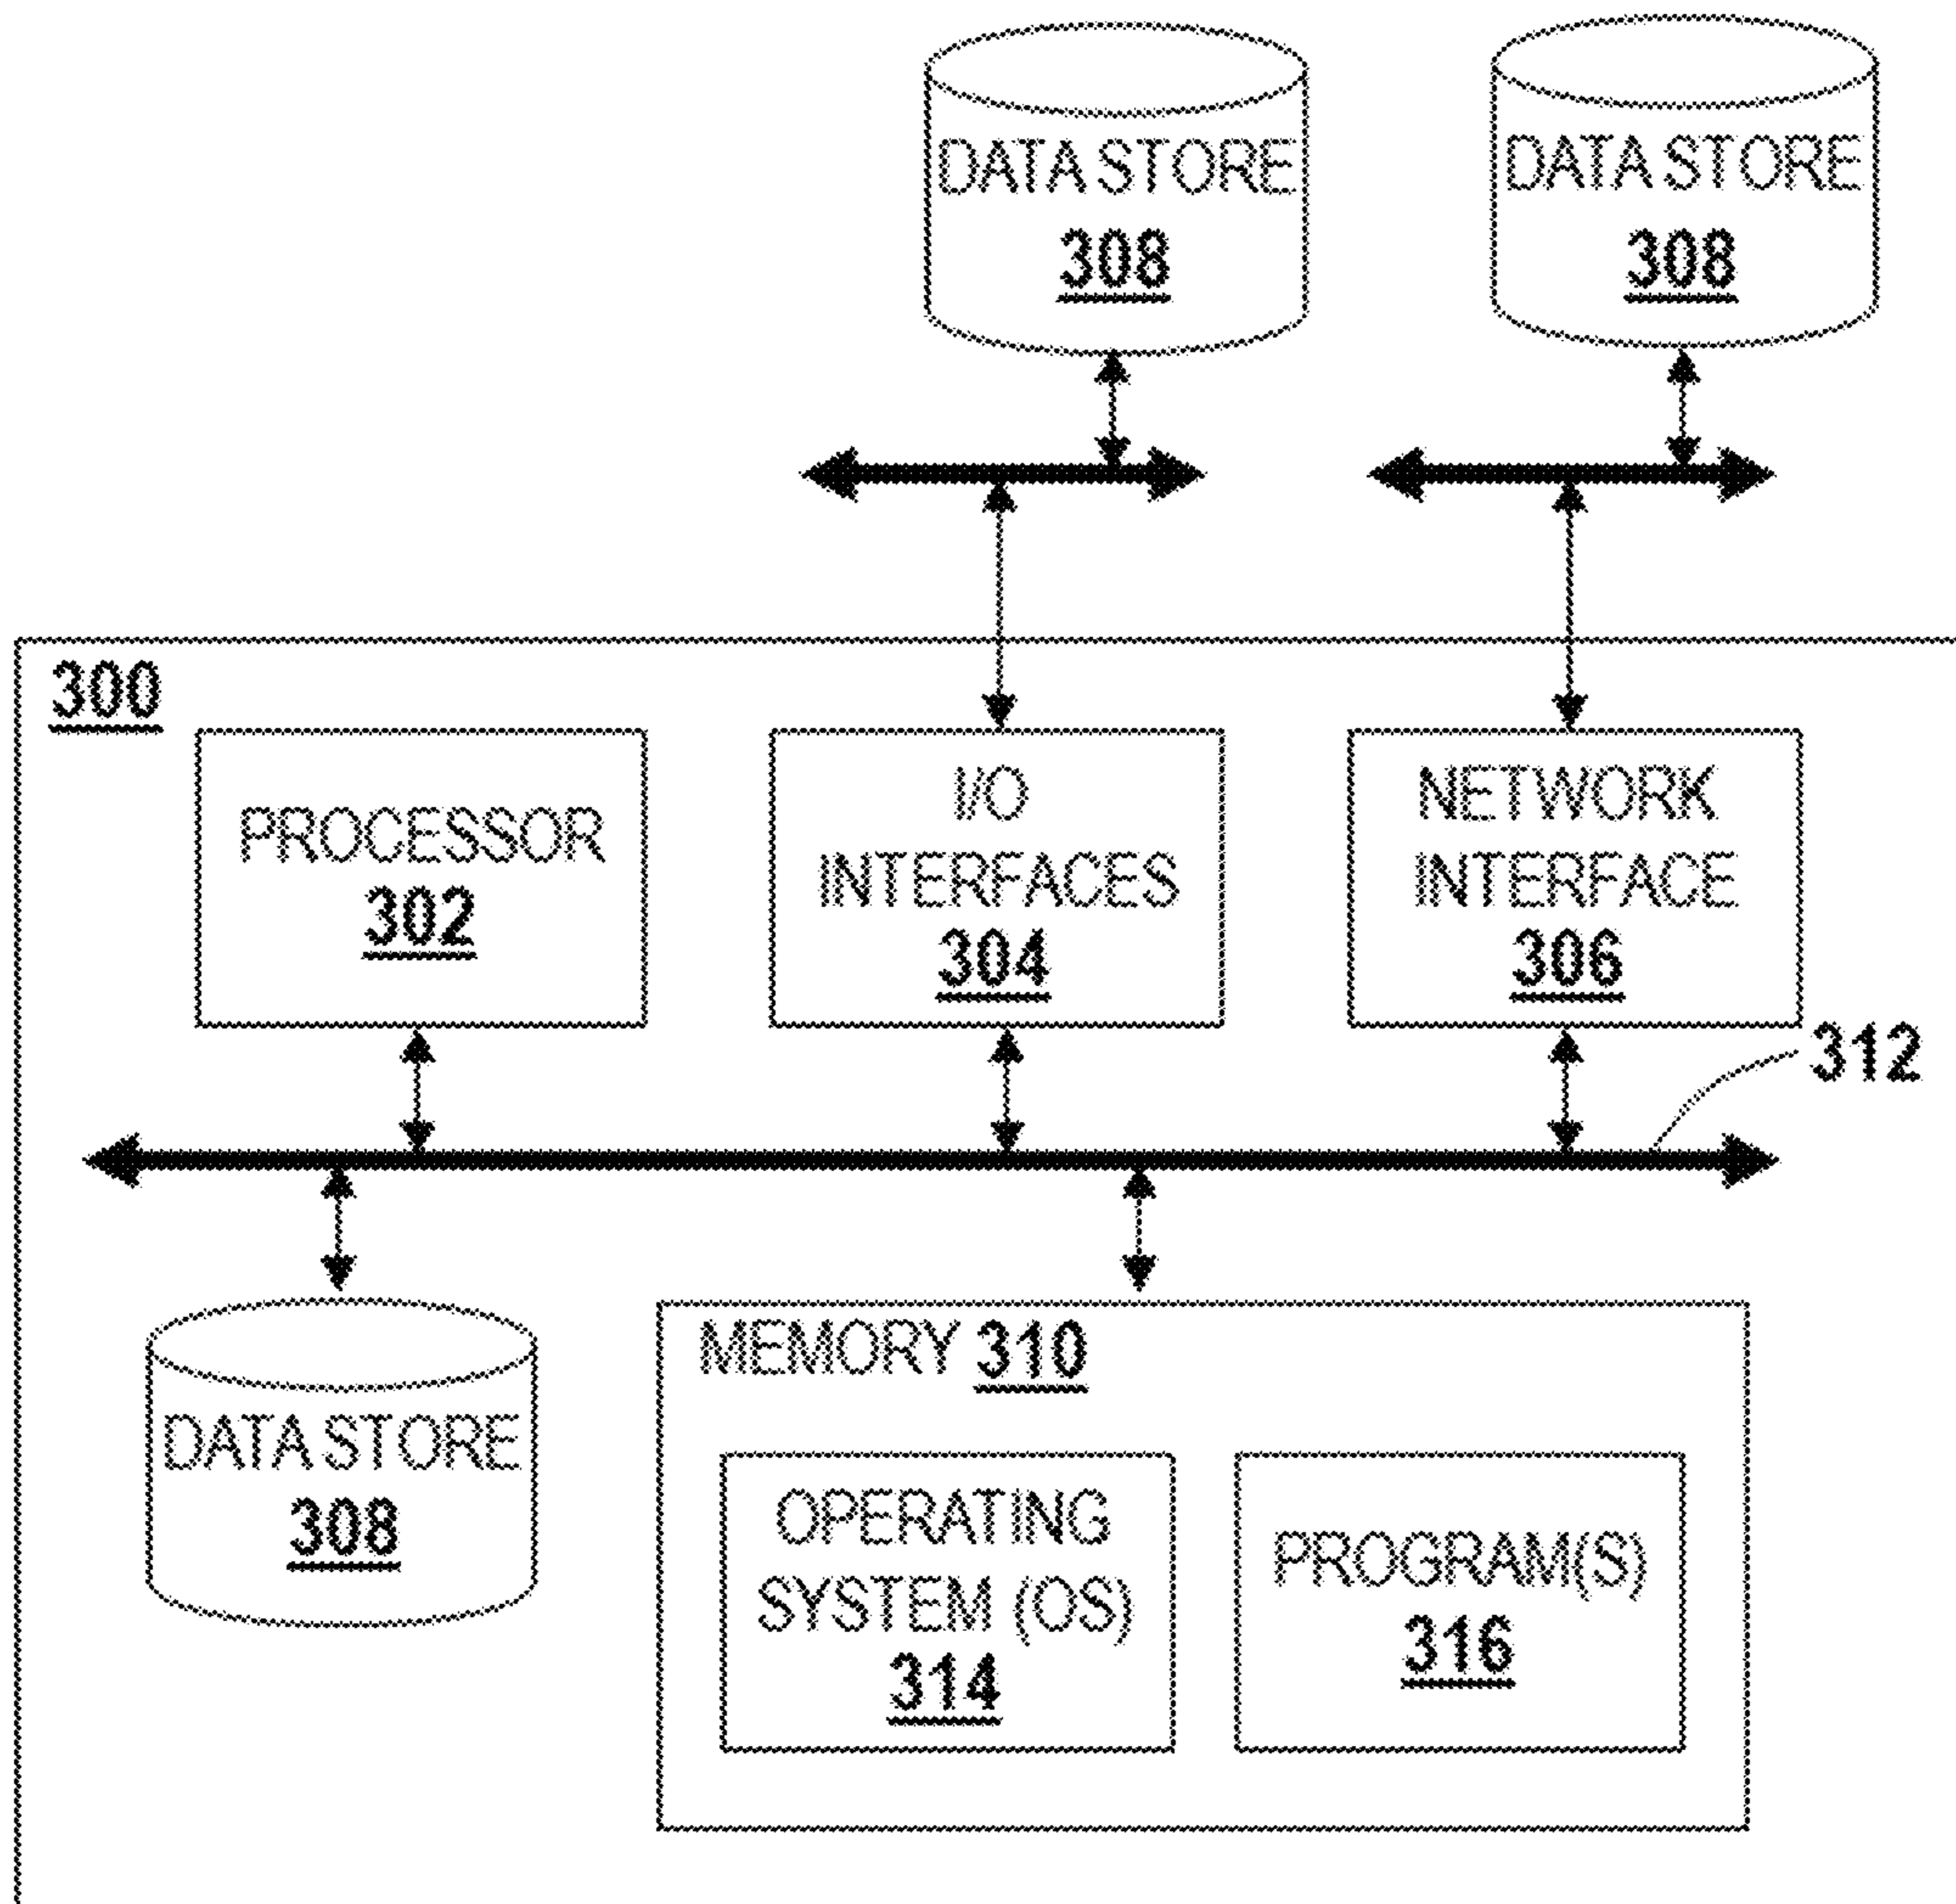 DATA STORE
308
DATA STORE
308
300
PROCESSOR
302
I/O
INTERFACES
304
NETWORK
INTERFACE
306
312
DATA STORE
308
MEMORY 310
OPERATING
SYSTEM (OS)
314
PROGRAM(S)
316